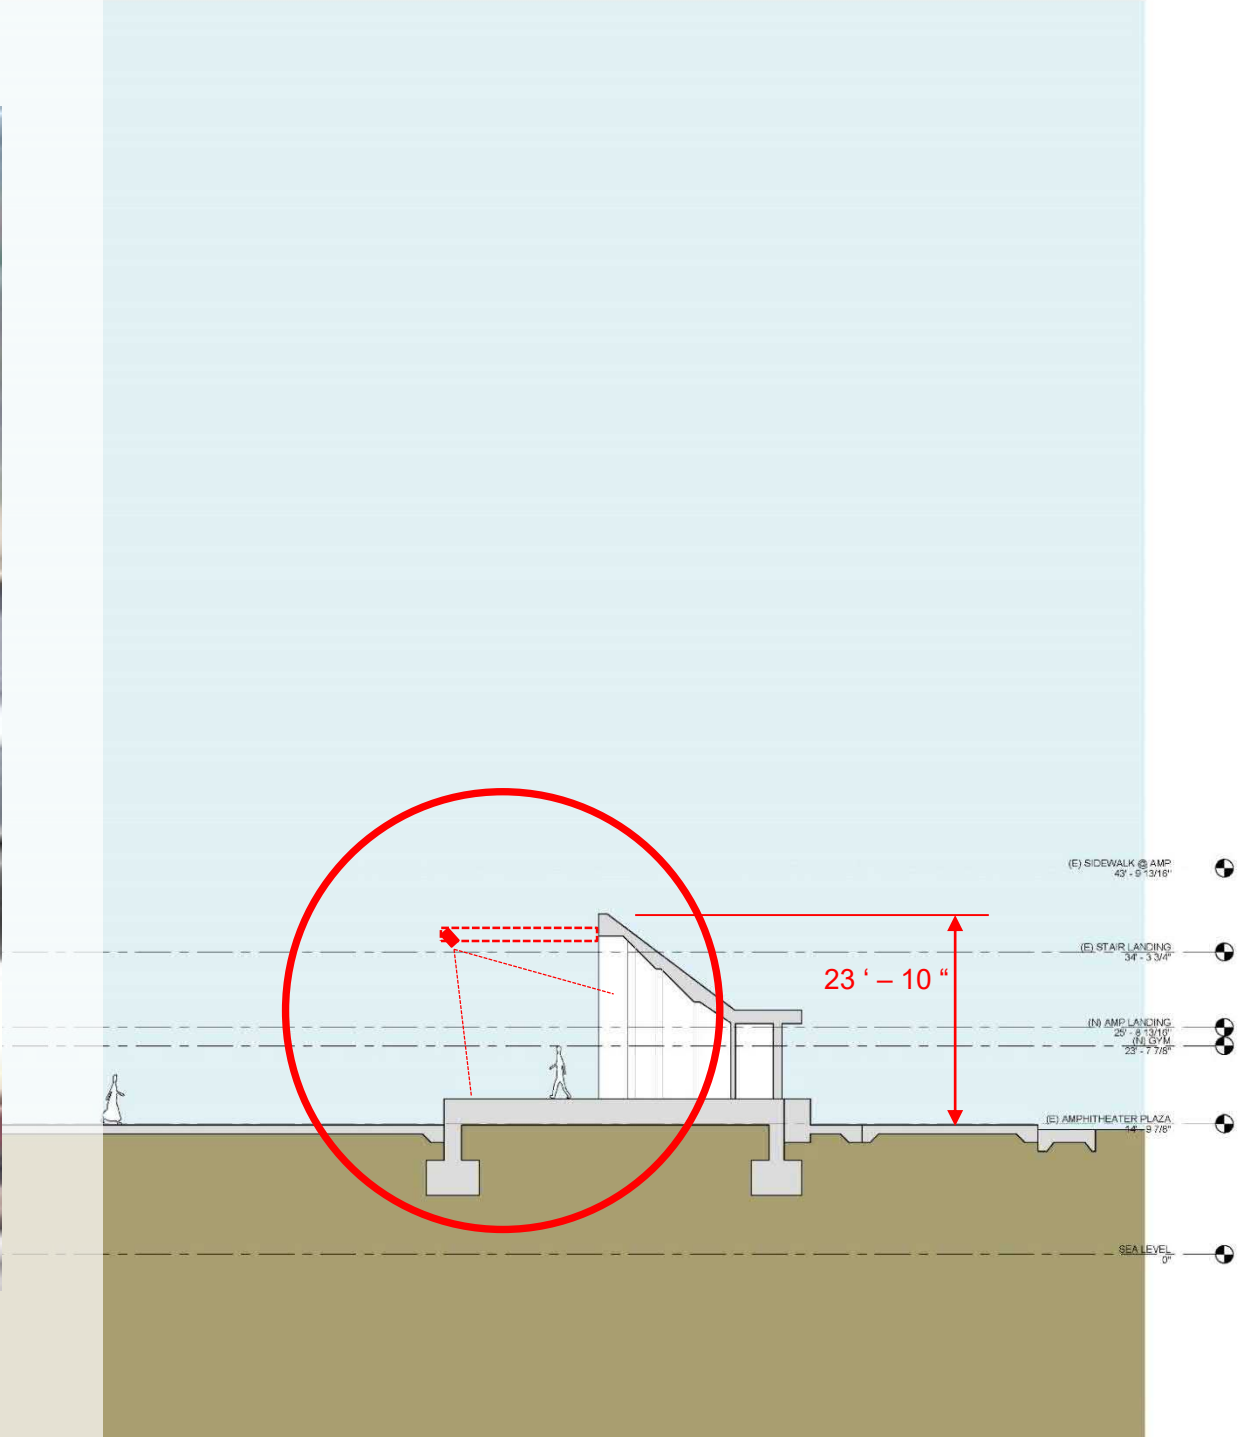 (E) SIDEWALK @ AMP
43' - 9 13/16"
(E) STAIR LANDING
34' - 3 3/4"
23 ‘ – 10 “
(N) AMP LANDING
25' - 8 13/16"
(N) GYM
23' - 7 7/8"
(E) AMPHITHEATER PLAZA
14' - 9 7/8"
SEA LEVEL
0"